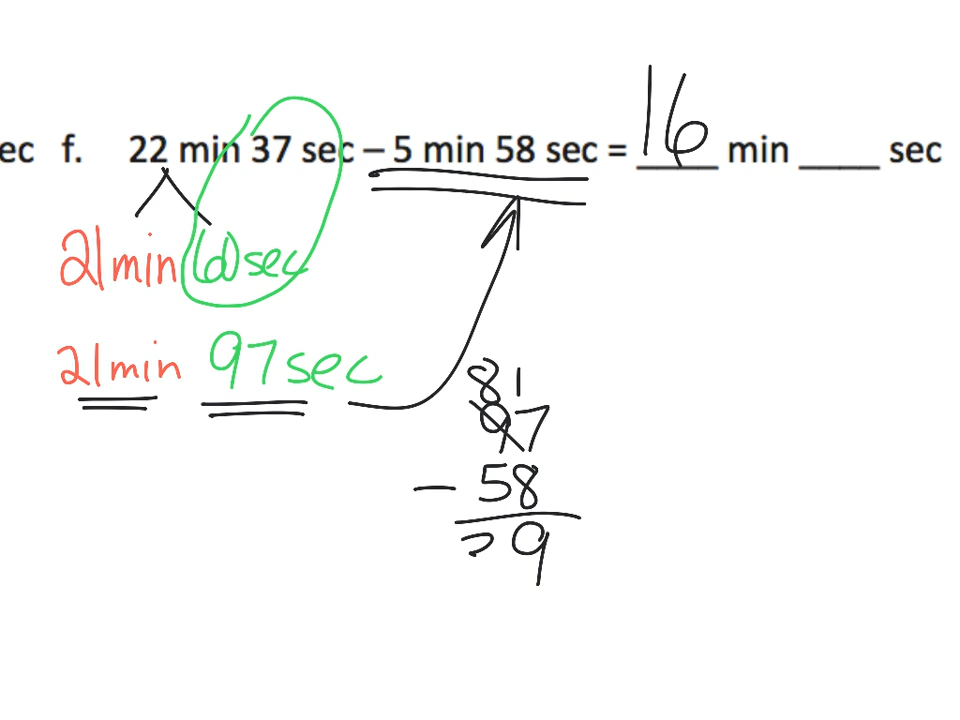 ec f. 22 min 37 sec – 5 min 58 sec = 16 min ____ sec
21min 60sec
21min 97sec
8 1
97
- 58
39